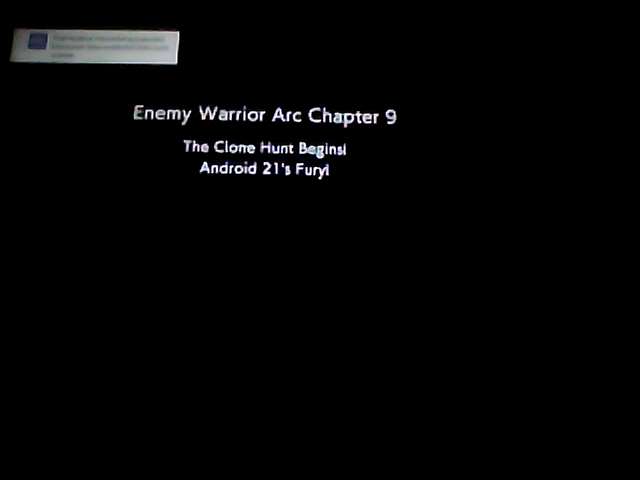 Enemy Warrior Arc Chapter 9
The Clone Hunt Begins!
Android 21's Fury!